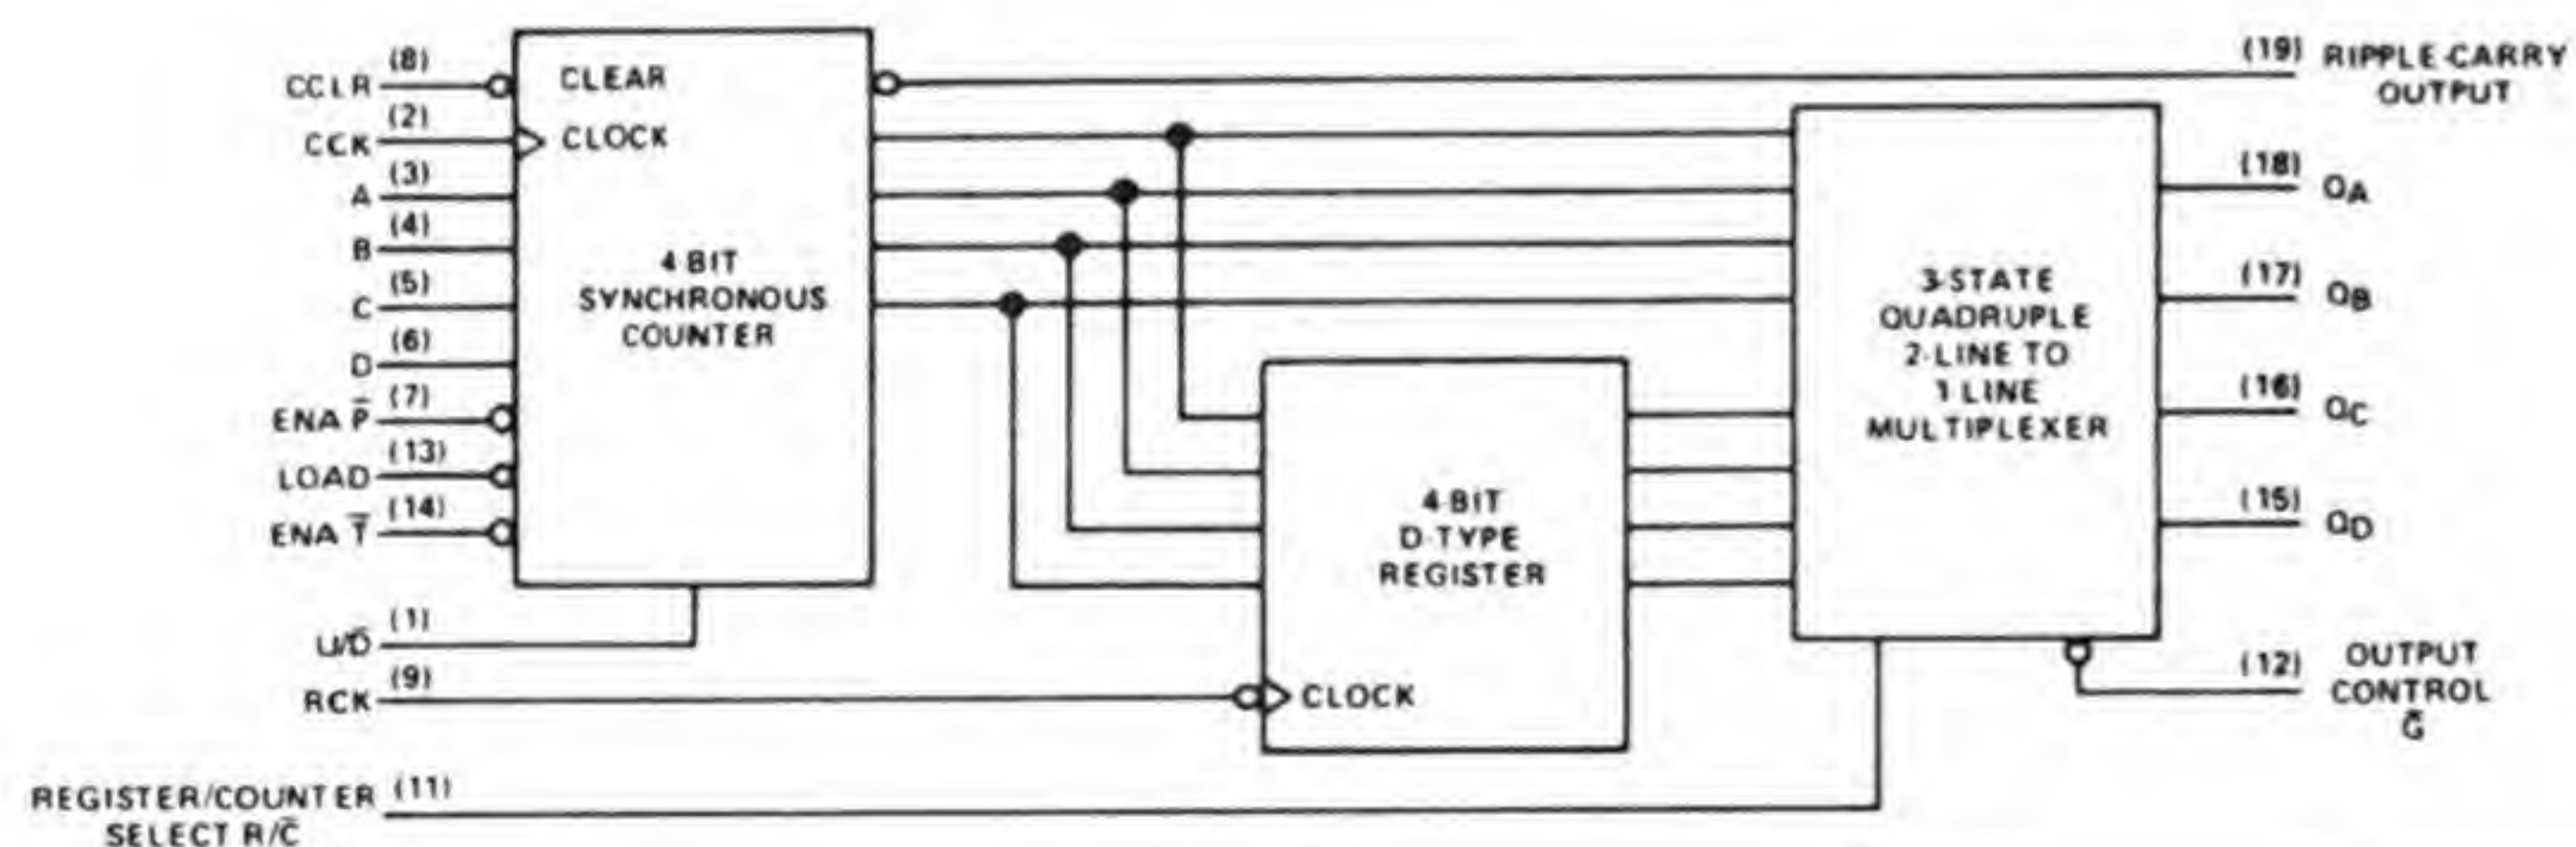 (8)
CCLR
CLEAR
(19) RIPPLE-CARRY
OUTPUT
(2)
CCK
CLOCK
(3)
A
(4)
B
(5)
C
(6)
D
(7)
ENA P̄
(13)
LOAD
(14)
ENA T̄
4-BIT
SYNCHRONOUS
COUNTER
(1)
U/D̄
(9)
RCK
REGISTER/COUNTER (11)
SELECT R/C̄
4-BIT
D-TYPE
REGISTER
CLOCK
3-STATE
QUADRUPLE
2-LINE TO
1 LINE
MULTIPLEXER
(18) QA
(17) QB
(16) QC
(15) QD
(12) OUTPUT
CONTROL
Ḡ